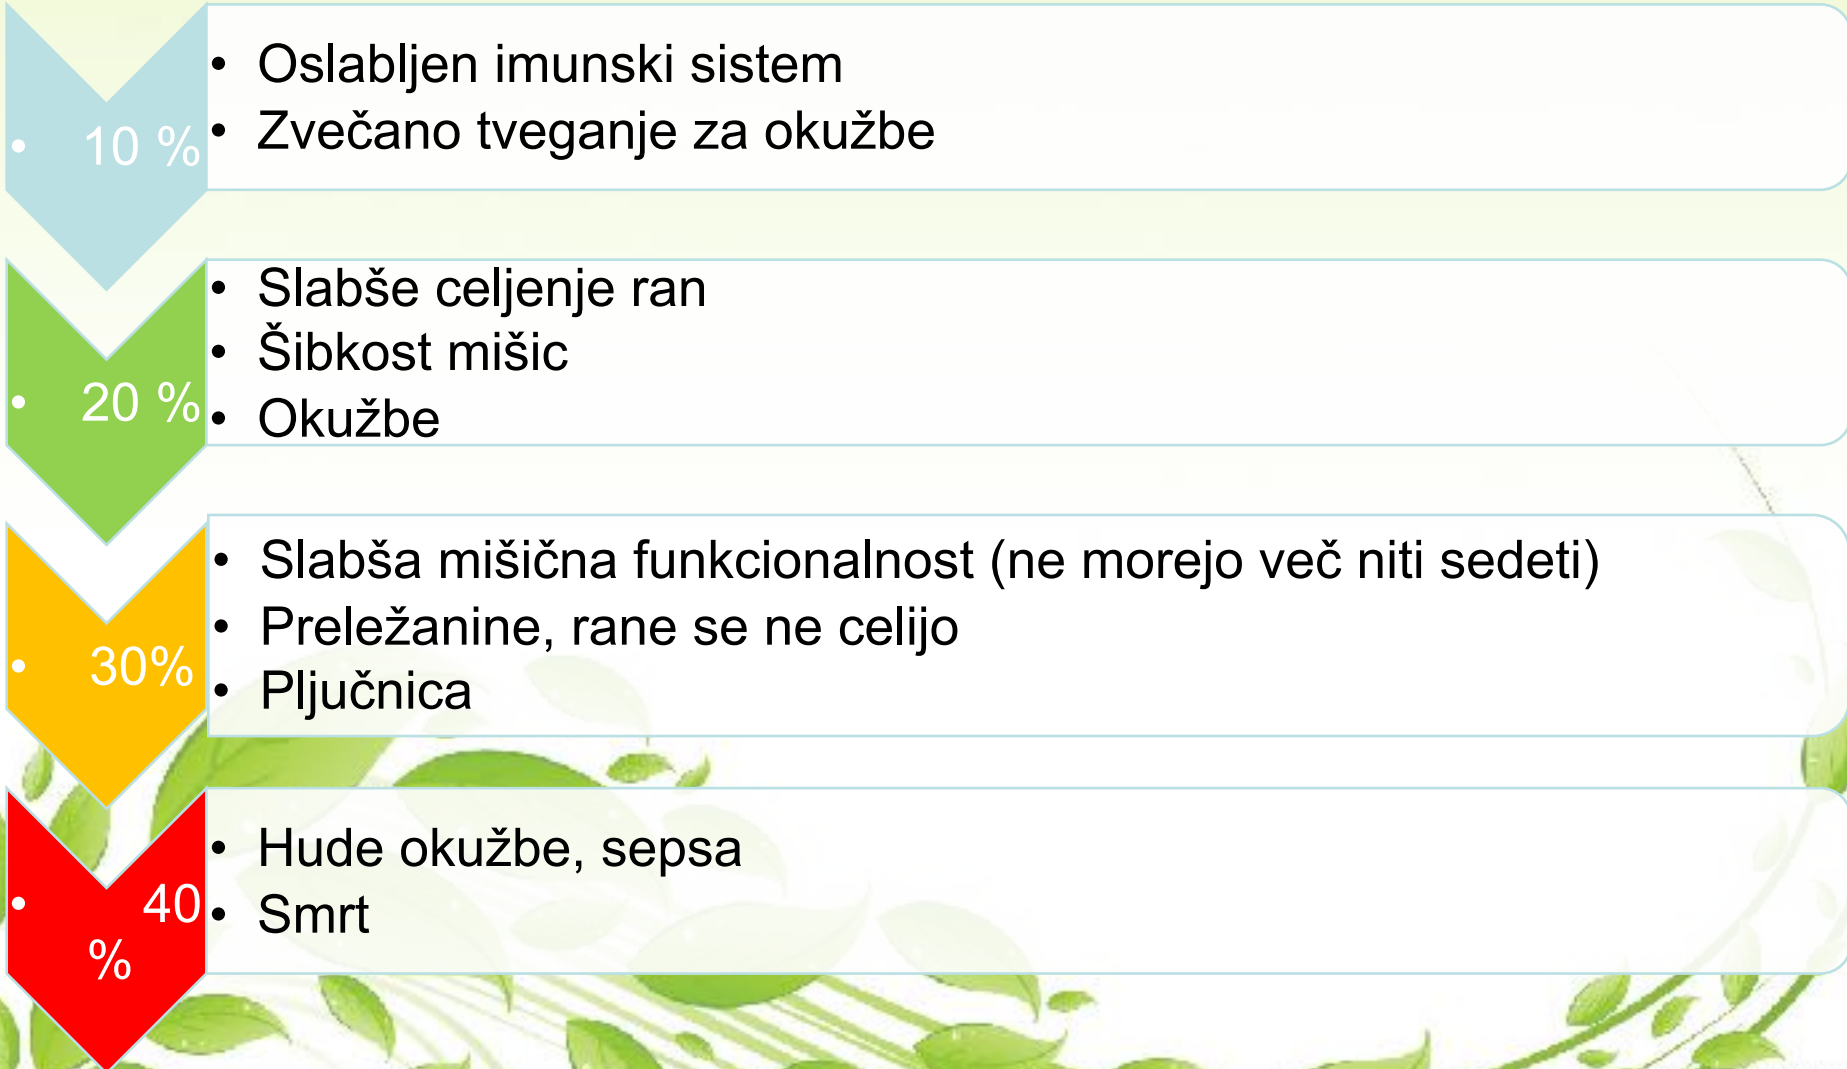 • 10 %
• Oslabljen imunski sistem
• Zvečano tveganje za okužbe
• 20 %
• Slabše celjenje ran
• Šibkost mišic
• Okužbe
• 30%
• Slabša mišična funkcionalnost (ne morejo več niti sedeti)
• Preležanine, rane se ne celijo
• Pljučnica
• 40
%
• Hude okužbe, sepsa
• Smrt